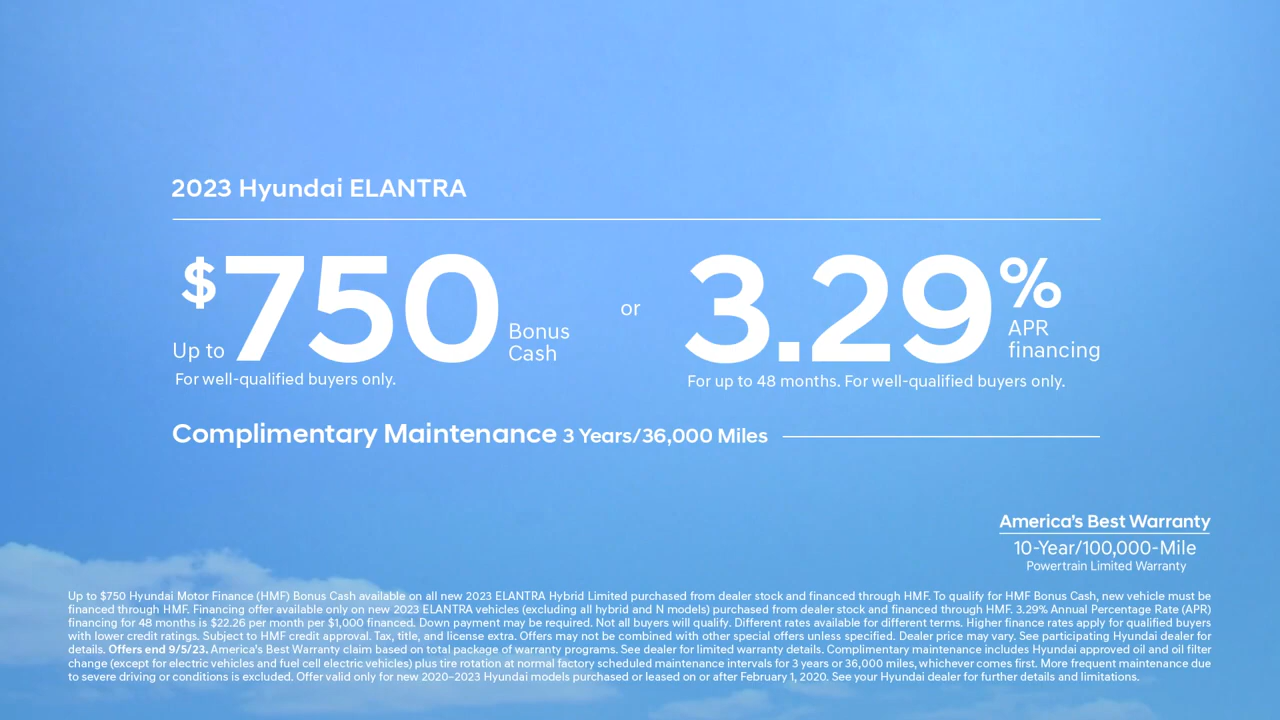 2023 Hyundai ELANTRA
Up to $750 Bonus Cash
For well-qualified buyers only.
or
3.29% APR financing
For up to 48 months. For well-qualified buyers only.
Complimentary Maintenance 3 Years/36,000 Miles
America's Best Warranty
10-Year/100,000-Mile
Powertrain Limited Warranty
Up to $750 Hyundai Motor Finance (HMF) Bonus Cash available on all new 2023 ELANTRA Hybrid Limited purchased from dealer stock and financed through HMF. To qualify for HMF Bonus Cash, new vehicle must be
financed through HMF. Financing offer available only on new 2023 ELANTRA vehicles (excluding all hybrid and N models) purchased from dealer stock and financed through HMF. 3.29% Annual Percentage Rate (APR)
financing for 48 months is $22.26 per month per $1,000 financed. Down payment may be required. Not all buyers will qualify. Different rates available for different terms. Higher finance rates apply for qualified buyers
with lower credit ratings. Subject to HMF credit approval. Tax, title, and license extra. Offers may not be combined with other special offers unless specified. Dealer price may vary. See participating Hyundai dealer for
details. Offers end 9/5/23. America's Best Warranty claim based on total package of warranty programs. See dealer for limited warranty details. Complimentary maintenance includes Hyundai approved oil and oil filter
change (except for electric vehicles and fuel cell electric vehicles) plus tire rotation at normal factory scheduled maintenance intervals for 3 years or 36,000 miles, whichever comes first. More frequent maintenance due
to severe driving or conditions is excluded. Offer valid only for new 2020–2023 Hyundai models purchased or leased on or after February 1, 2020. See your Hyundai dealer for further details and limitations.